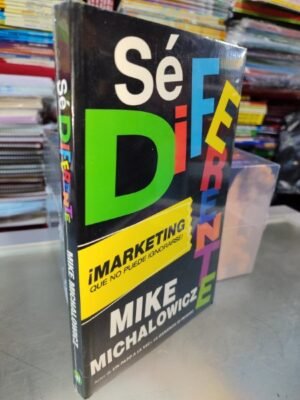 Sé
DiFERENTE
¡MARKETING
QUE NO PUEDE IGNORARSE!
MIKE
MICHALOWICZ
Sé DiFERENTE
MIKE MICHALOWICZ